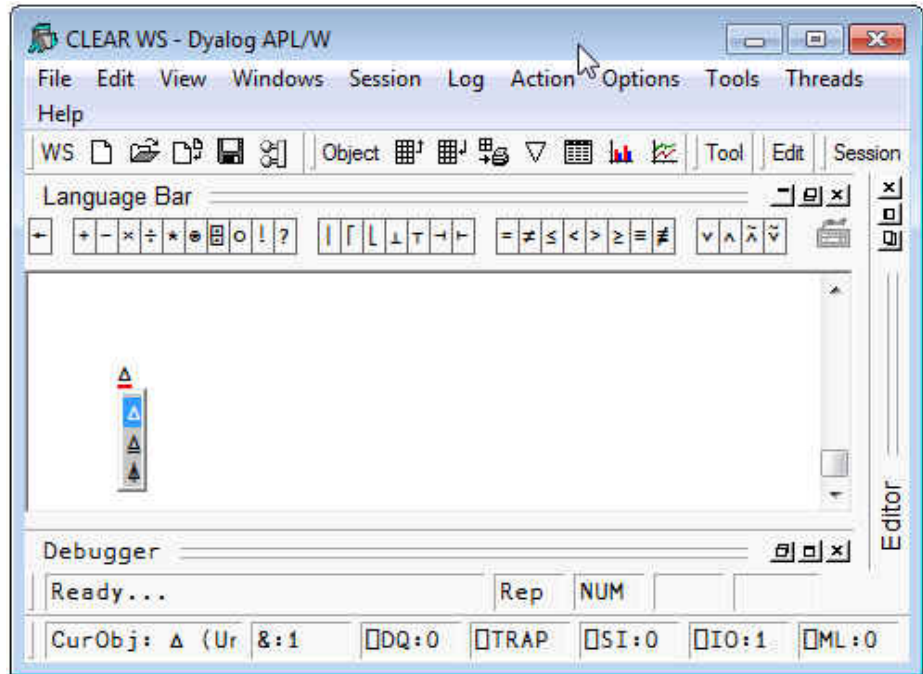 CLEAR WS - Dyalog APL/W
File Edit View Windows Session Log Action Options Tools Threads
Help
WS Object Tool Edit Session
Language Bar
← + - × ÷ * ⍟ ⌹ ○ ! ? | ⌈ ⌊ ⊥ ⊤ ⊣ ⊢ = ≠ ≤ < > ≥ ≡ ≢ ∨ ∧ ⍲ ⍱
∆
∆
⍙
⍋
Editor
Debugger
Ready... Rep NUM
CurObj: ∆ (Ur &:1 ⎕DQ:0 ⎕TRAP ⎕SI:0 ⎕IO:1 ⎕ML:0